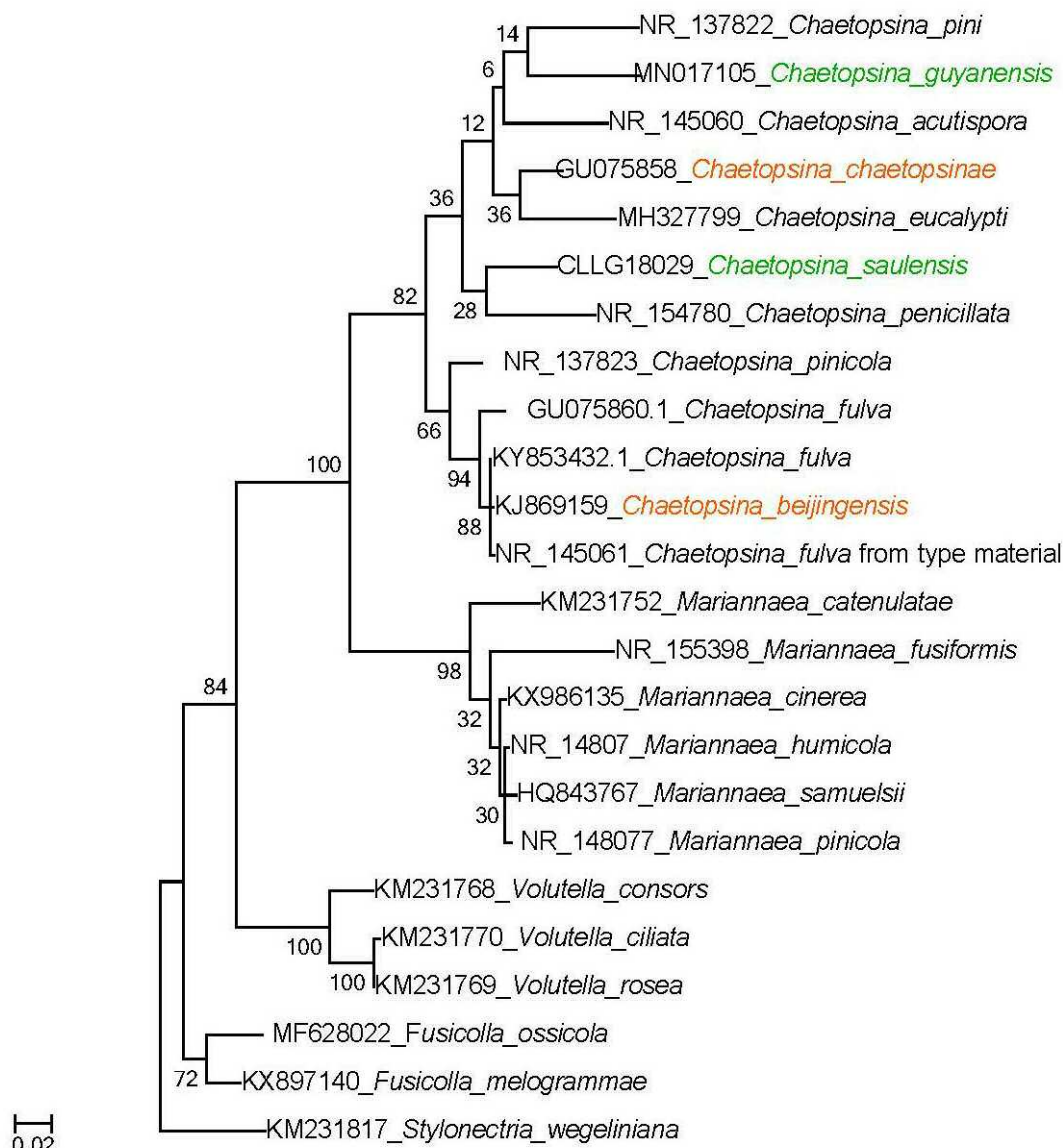 NR_137822_Chaetopsina_pini
14
MN017105_Chaetopsina_guyanensis
6
NR_145060_Chaetopsina_acutispora
12
GU075858_Chaetopsina_chaetopsinae
36
MH327799_Chaetopsina_eucalypti
36
CLLG18029_Chaetopsina_saulensis
82
28
NR_154780_Chaetopsina_penicillata
NR_137823_Chaetopsina_pinicola
GU075860.1_Chaetopsina_fulva
66
KY853432.1_Chaetopsina_fulva
100
94
KJ869159_Chaetopsina_beijingensis
88
NR_145061_Chaetopsina_fulva from type material
KM231752_Mariannaea_catenulatae
NR_155398_Mariannaea_fusiformis
98
84
KX986135_Mariannaea_cinerea
32
NR_14807_Mariannaea_humicola
32
HQ843767_Mariannaea_samuelsii
30
NR_148077_Mariannaea_pinicola
KM231768_Volutella_consors
KM231770_Volutella_ciliata
100
100
KM231769_Volutella_rosea
MF628022_Fusicolla_ossicola
72
KX897140_Fusicolla_melogrammae
KM231817_Stylonectria_wegeliniana
0.02